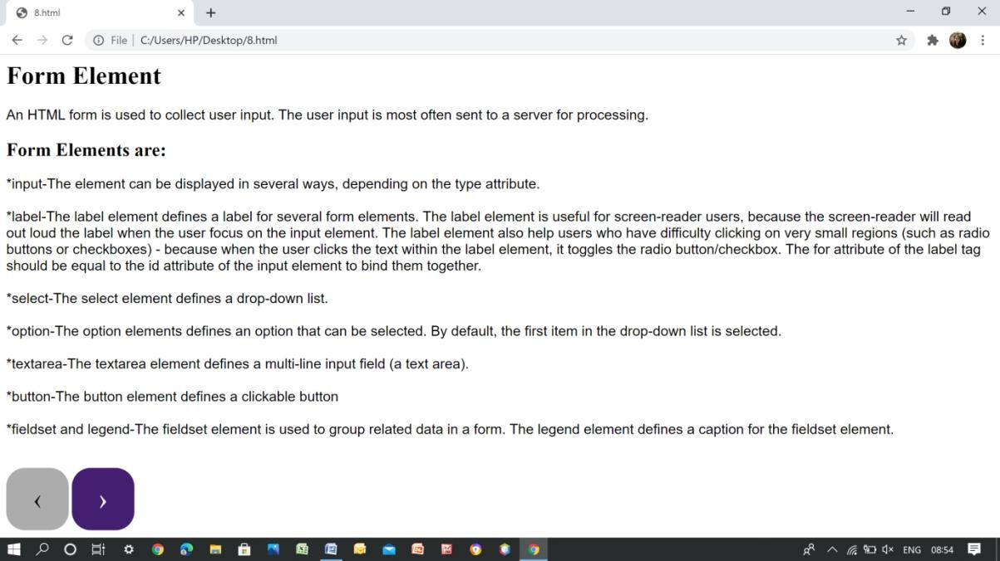 8.html
File
C:/Users/HP/Desktop/8.html
Form Element
An HTML form is used to collect user input. The user input is most often sent to a server for processing.
Form Elements are:
*input-The element can be displayed in several ways, depending on the type attribute.
*label-The label element defines a label for several form elements. The label element is useful for screen-reader users, because the screen-reader will read
out loud the label when the user focus on the input element. The label element also help users who have difficulty clicking on very small regions (such as radio
buttons or checkboxes) - because when the user clicks the text within the label element, it toggles the radio button/checkbox. The for attribute of the label tag
should be equal to the id attribute of the input element to bind them together.
*select-The select element defines a drop-down list.
*option-The option elements defines an option that can be selected. By default, the first item in the drop-down list is selected.
*textarea-The textarea element defines a multi-line input field (a text area).
*button-The button element defines a clickable button
*fieldset and legend-The fieldset element is used to group related data in a form. The legend element defines a caption for the fieldset element.
‹ ›
ENG 08:54